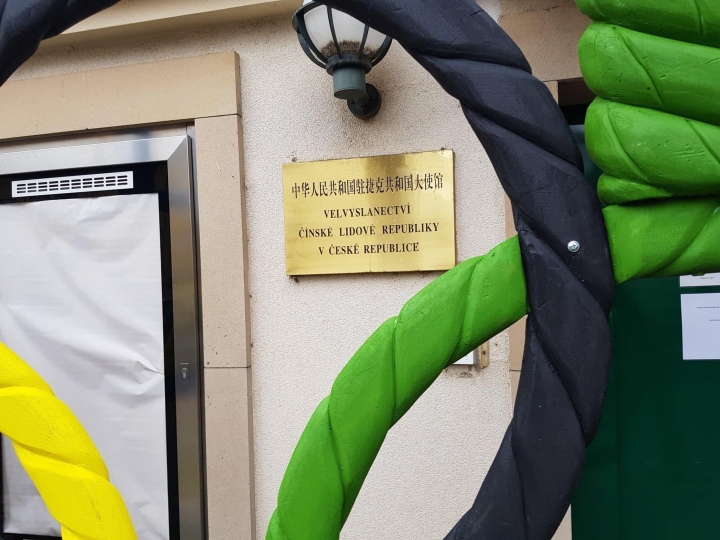 中华人民共和国驻捷克共和国大使馆
VELVYSLANECTVÍ
ČÍNSKÉ LIDOVÉ REPUBLIKY
V ČESKÉ REPUBLICE